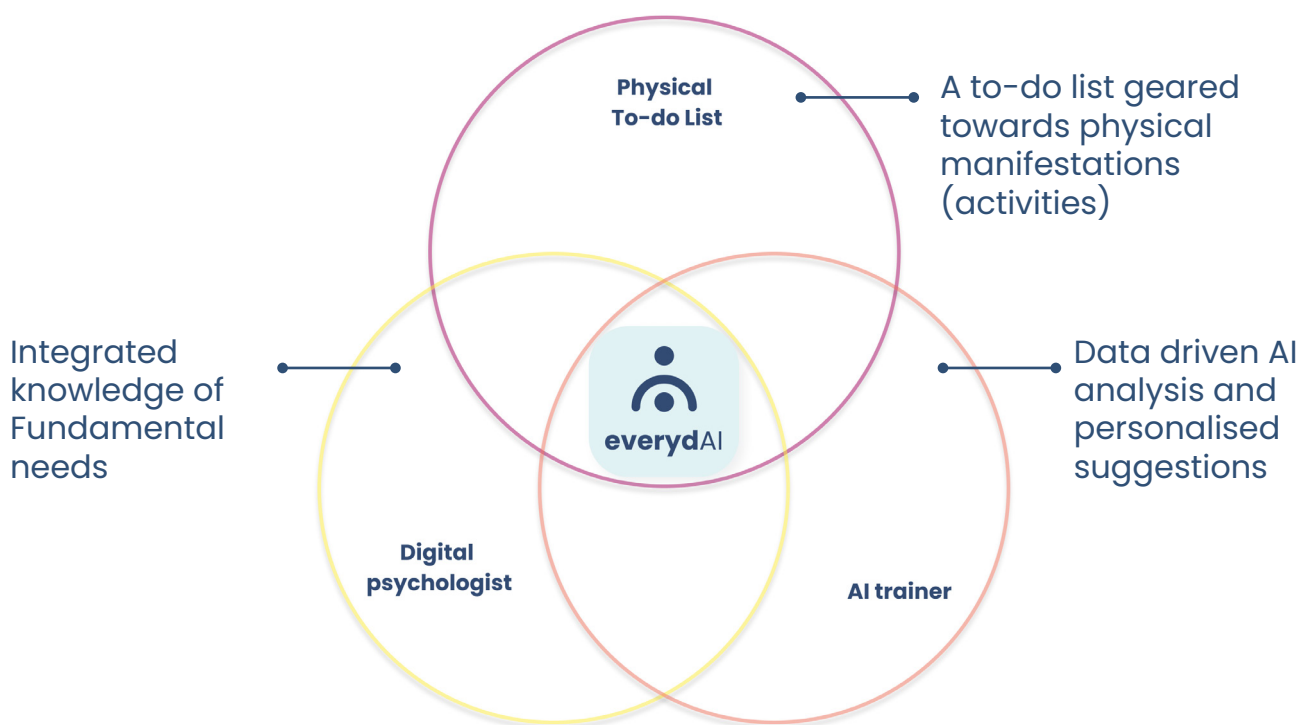 Physical
To-do List
A to-do list geared
towards physical
manifestations
(activities)
Integrated
knowledge of
Fundamental
needs
everydAI
Data driven AI
analysis and
personalised
suggestions
Digital
psychologist
AI trainer